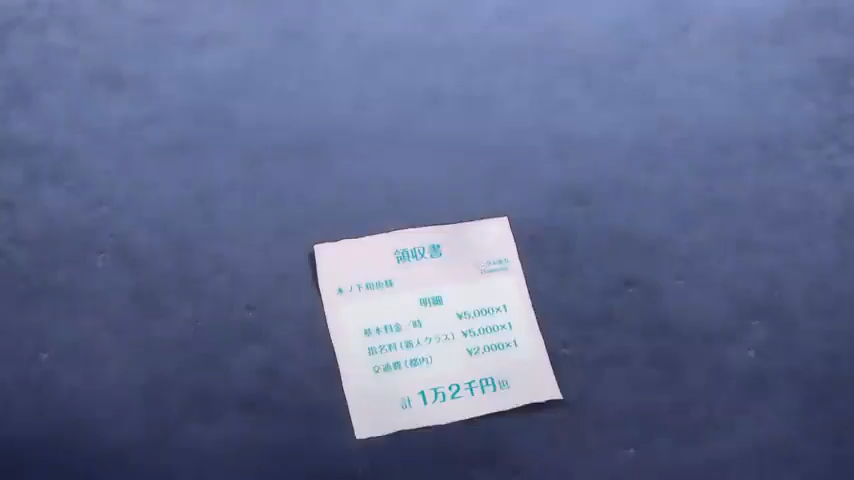 領収書
木ノ下和也様
明細
基本料金/時 ¥5,000×1
指名料(新人クラス) ¥5,000×1
交通費(都内) ¥2,000×1
計 1万2千円